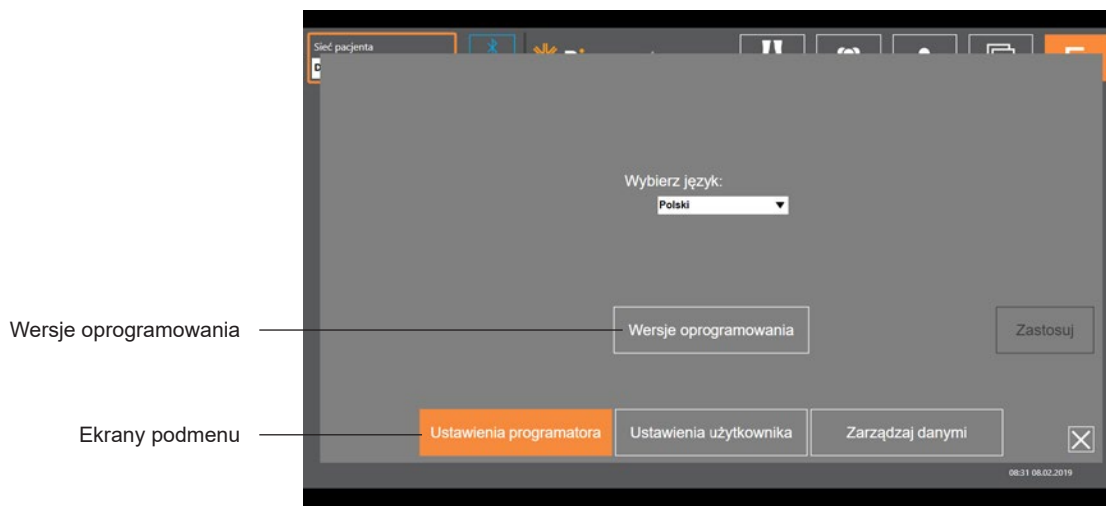 Sieć pacjenta
Wybierz język:
Polski
Wersje oprogramowania
Wersje oprogramowania
Zastosuj
Ekrany podmenu
Ustawienia programatora
Ustawienia użytkownika
Zarządzaj danymi
08:31 08.02.2019